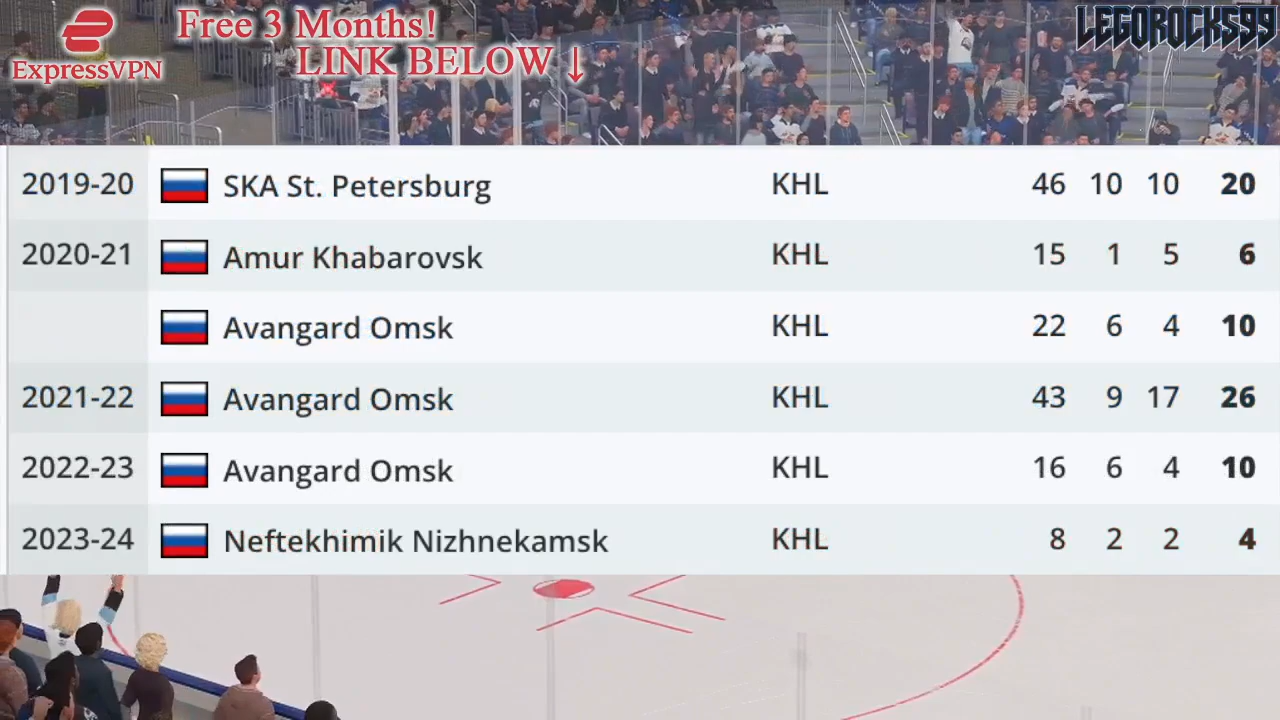 Free 3 Months!
ExpressVPN LINK BELOW ↓
LEGOROCKS99
2019-20 SKA St. Petersburg KHL 46 10 10 20
2020-21 Amur Khabarovsk KHL 15 1 5 6
Avangard Omsk KHL 22 6 4 10
2021-22 Avangard Omsk KHL 43 9 17 26
2022-23 Avangard Omsk KHL 16 6 4 10
2023-24 Neftekhimik Nizhnekamsk KHL 8 2 2 4